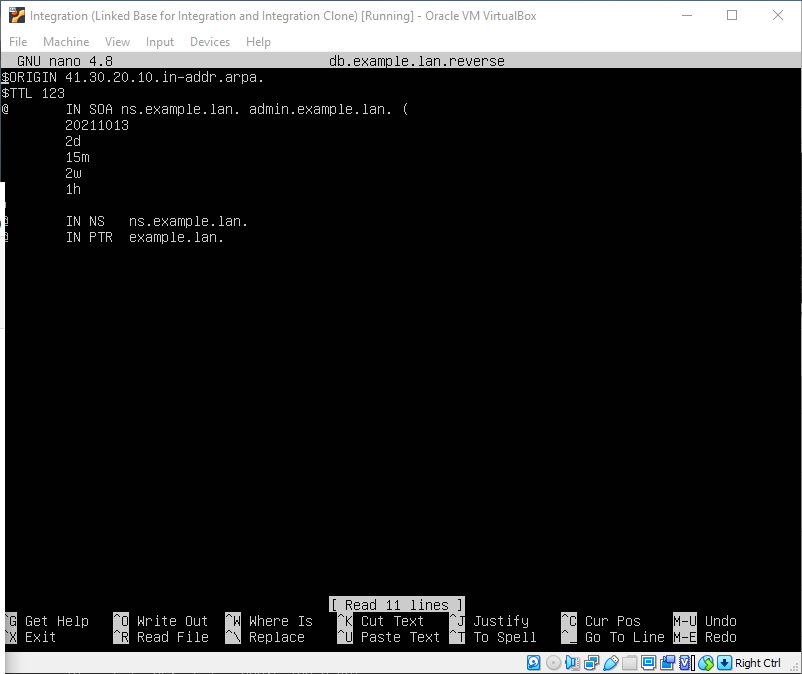 Integration (Linked Base for Integration and Integration Clone) [Running] - Oracle VM VirtualBox
File Machine View Input Devices Help
GNU nano 4.8 db.example.lan.reverse
$ORIGIN 41.30.20.10.in-addr.arpa.
$TTL 123
@ IN SOA ns.example.lan. admin.example.lan. (
20211013
2d
15m
2w
1h
@ IN NS ns.example.lan.
@ IN PTR example.lan.
[ Read 11 lines ]
^G Get Help ^O Write Out ^W Where Is ^K Cut Text ^J Justify ^C Cur Pos M-U Undo
^X Exit ^R Read File ^\ Replace ^U Paste Text ^T To Spell ^_ Go To Line M-E Redo
Right Ctrl